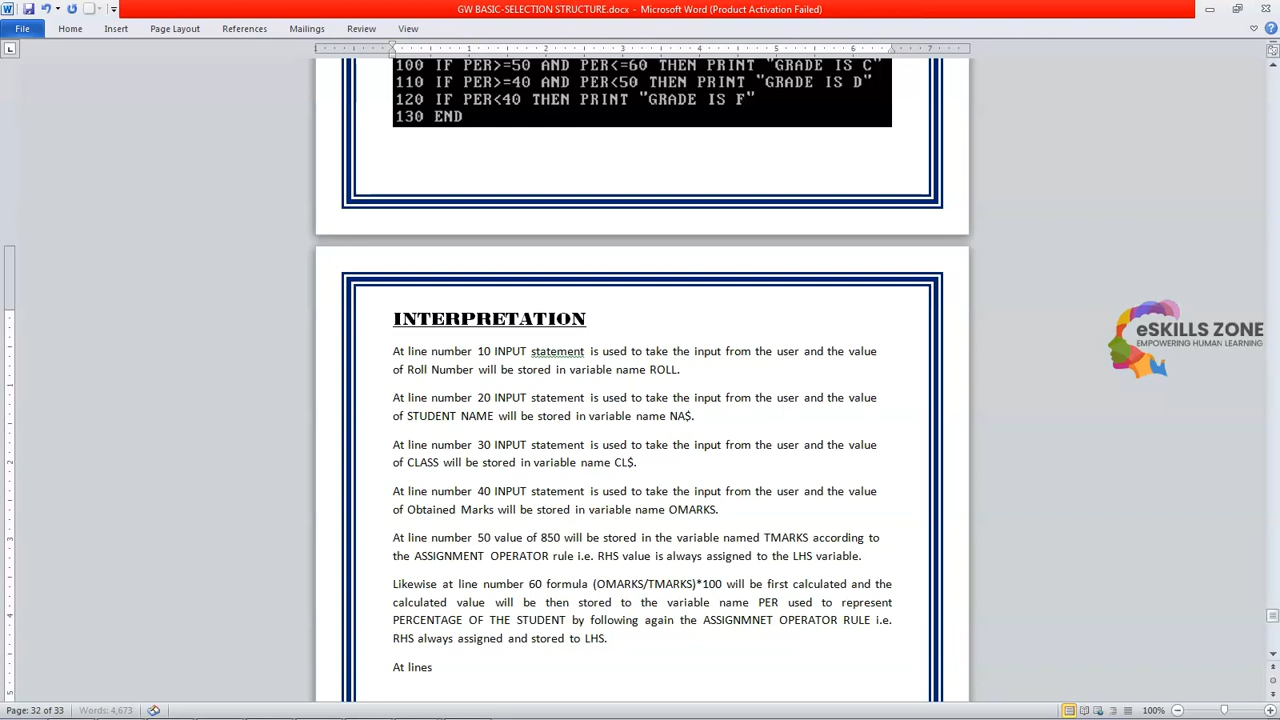 GW BASIC-SELECTION STRUCTURE.docx - Microsoft Word (Product Activation Failed)
File Home Insert Page Layout References Mailings Review View
1 1 2 3 4 5 6 7
100 IF PER>=50 AND PER<=60 THEN PRINT "GRADE IS C"
110 IF PER>=40 AND PER<50 THEN PRINT "GRADE IS D"
120 IF PER<40 THEN PRINT "GRADE IS F"
130 END
INTERPRETATION
At line number 10 INPUT statement is used to take the input from the user and the value
of Roll Number will be stored in variable name ROLL.
At line number 20 INPUT statement is used to take the input from the user and the value
of STUDENT NAME will be stored in variable name NA$.
At line number 30 INPUT statement is used to take the input from the user and the value
of CLASS will be stored in variable name CL$.
At line number 40 INPUT statement is used to take the input from the user and the value
of Obtained Marks will be stored in variable name OMARKS.
At line number 50 value of 850 will be stored in the variable named TMARKS according to
the ASSIGNMENT OPERATOR rule i.e. RHS value is always assigned to the LHS variable.
Likewise at line number 60 formula (OMARKS/TMARKS)*100 will be first calculated and the
calculated value will be then stored to the variable name PER used to represent
PERCENTAGE OF THE STUDENT by following again the ASSIGNMNET OPERATOR RULE i.e.
RHS always assigned and stored to LHS.
At lines
eSKILLS ZONE
EMPOWERING HUMAN LEARNING
Page: 32 of 33 Words: 4,673 100%